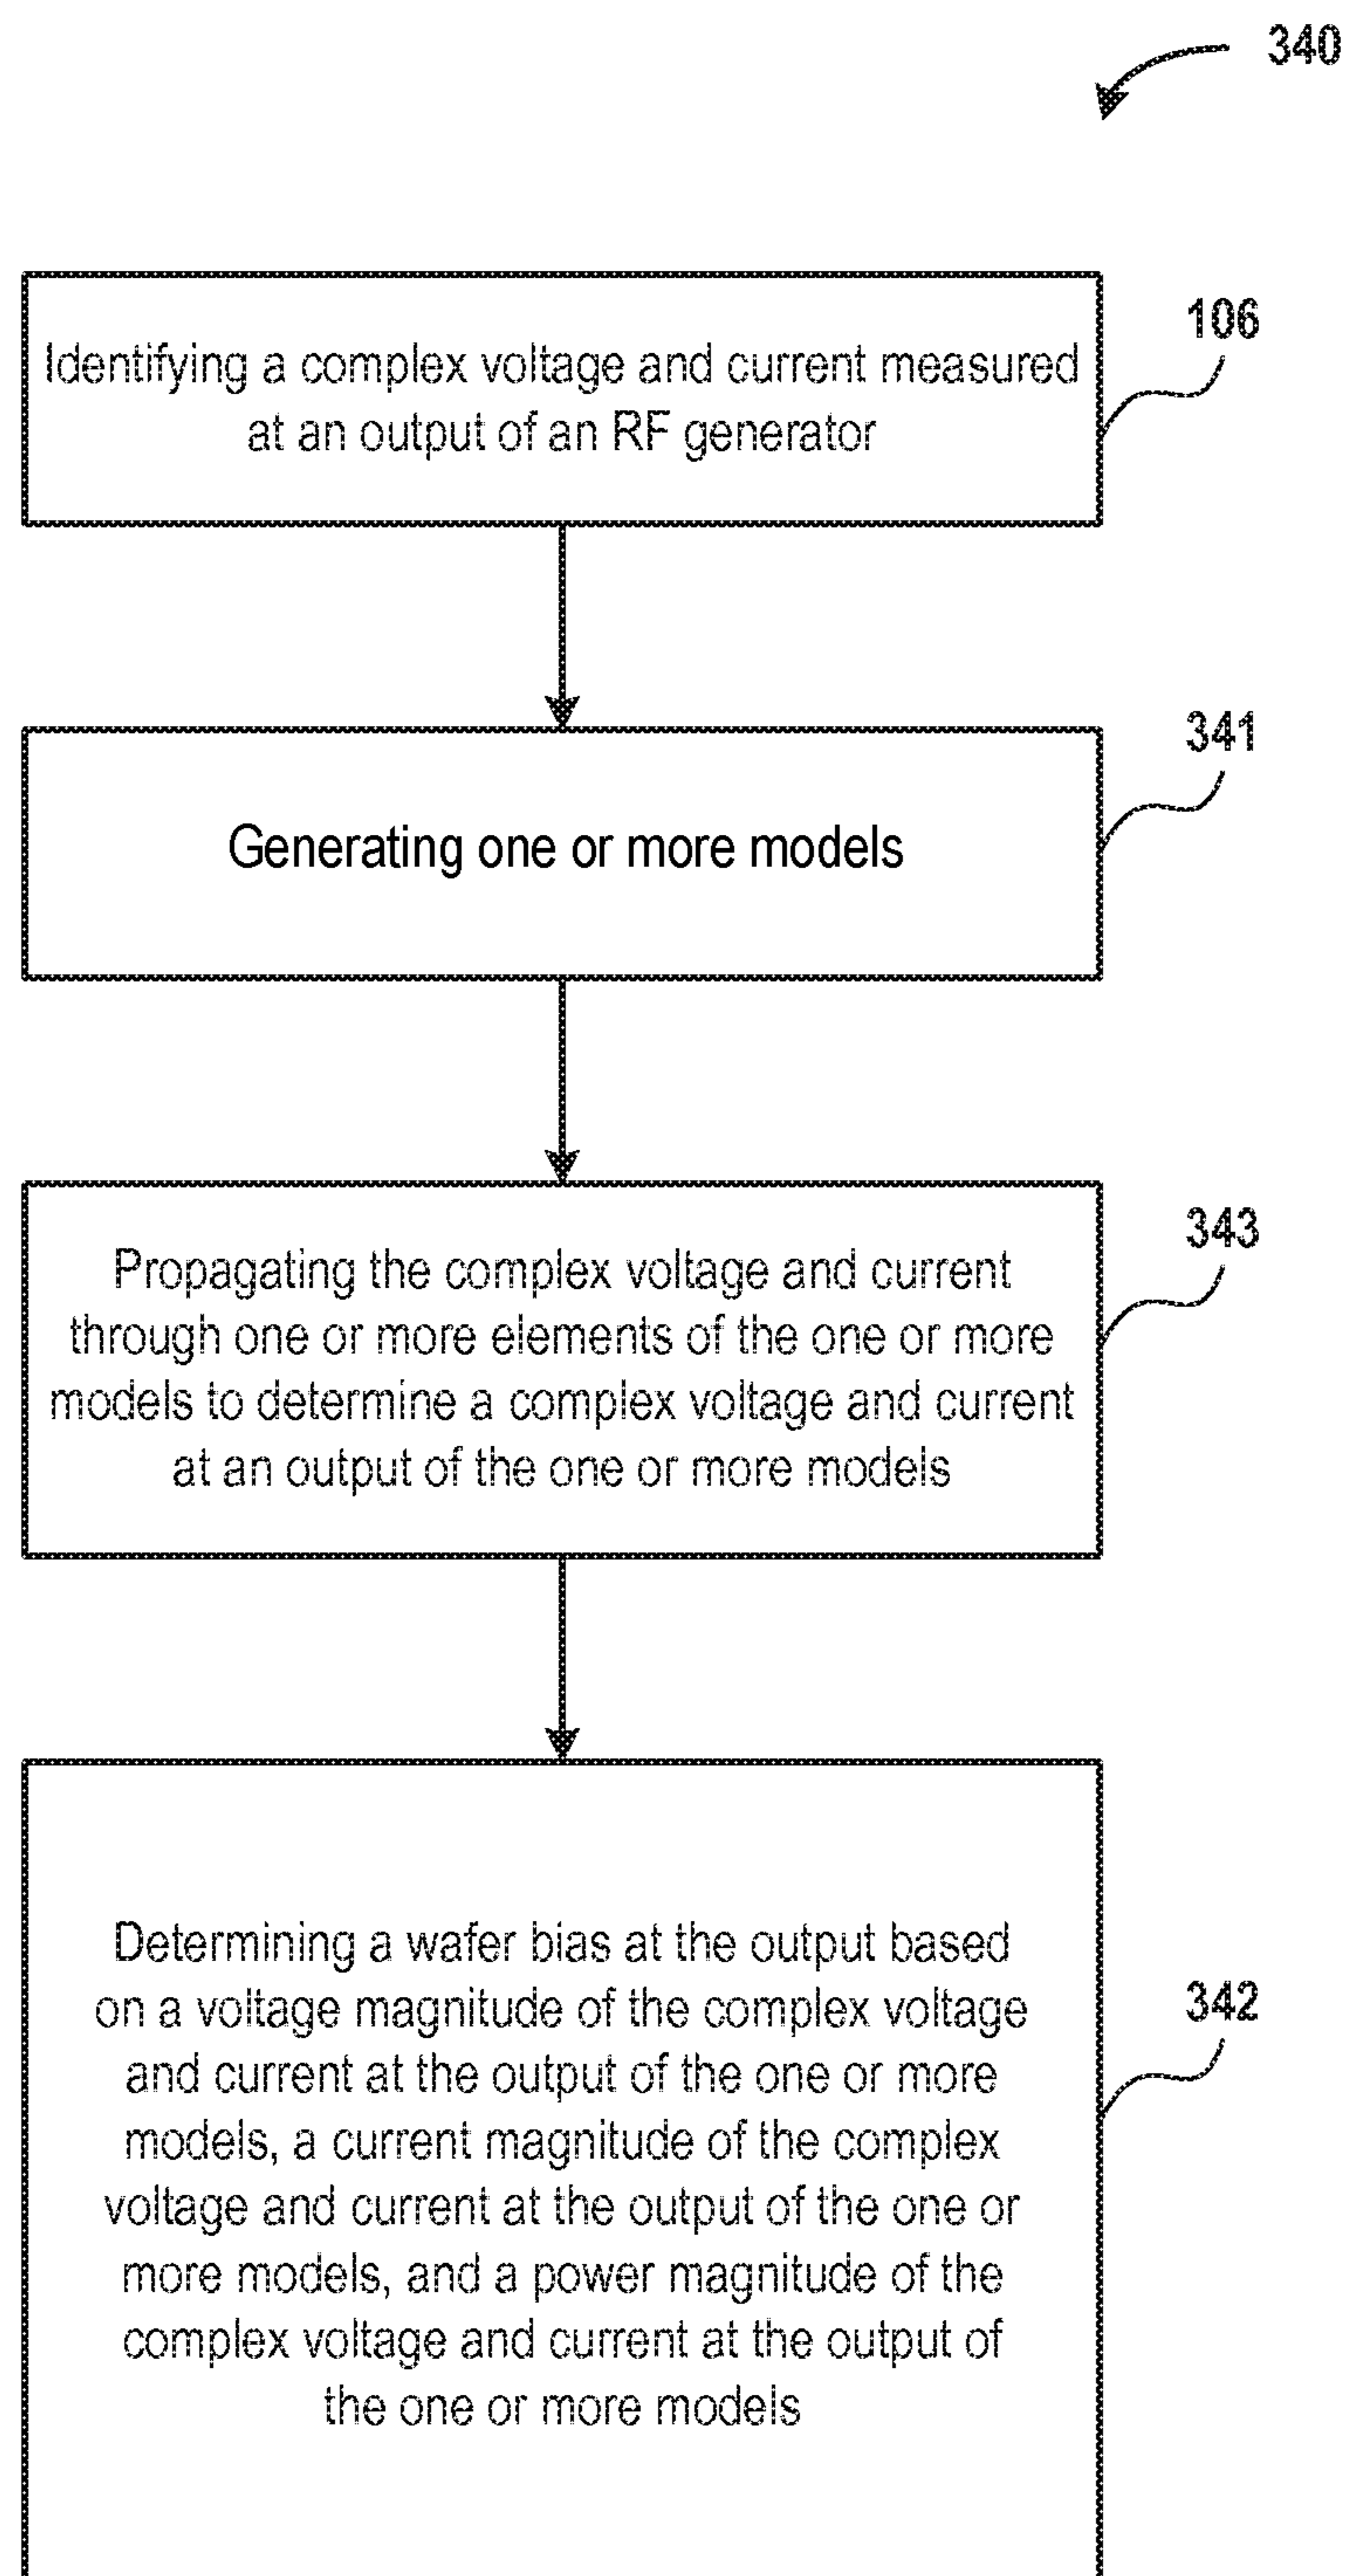 340
106
Identifying a complex voltage and current measured
at an output of an RF generator
341
Generating one or more models
343
Propagating the complex voltage and current
through one or more elements of the one or more
models to determine a complex voltage and current
at an output of the one or more models
342
Determining a wafer bias at the output based
on a voltage magnitude of the complex voltage
and current at the output of the one or more
models, a current magnitude of the complex
voltage and current at the output of the one or
more models, and a power magnitude of the
complex voltage and current at the output of
the one or more models